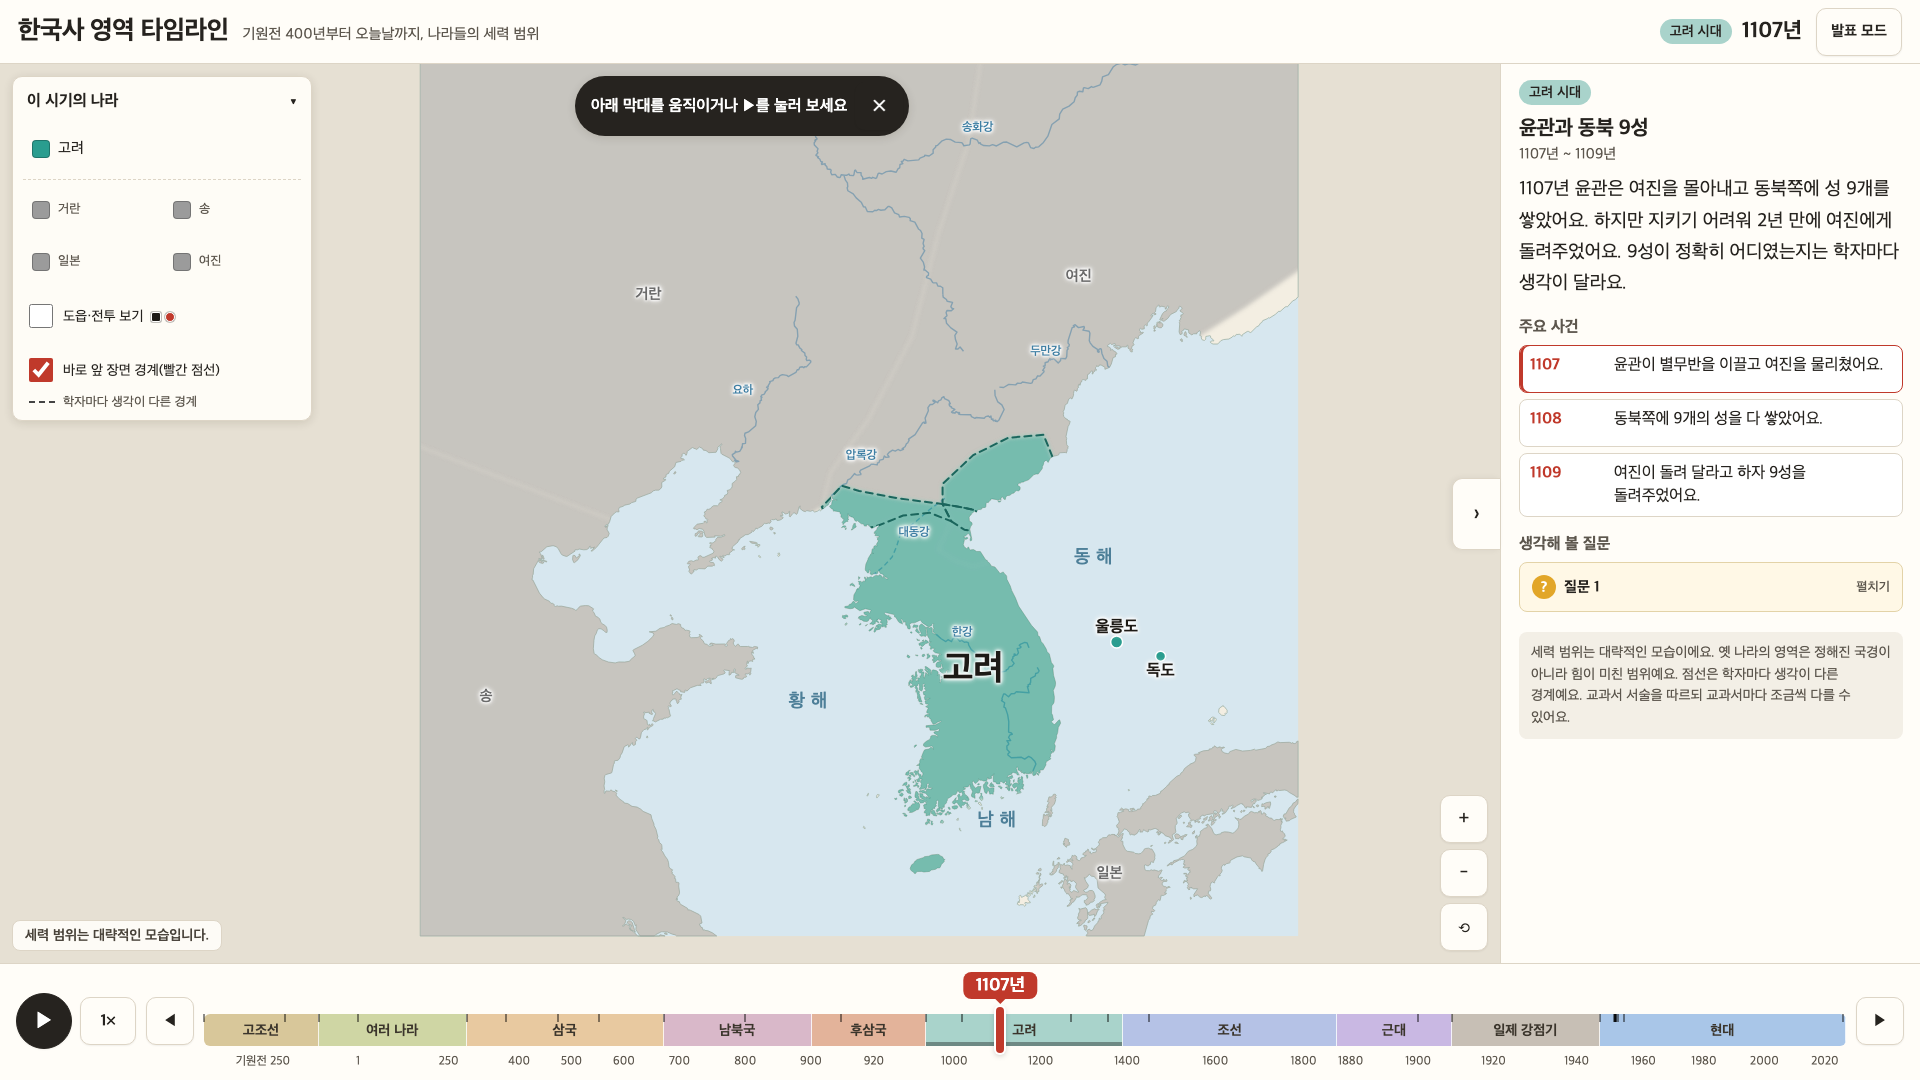 한국사 영역 타임라인
기원전 400년부터 오늘날까지, 나라들의 세력 범위
고려 시대
1107년
발표 모드
이 시기의 나라
고려
거란
송
일본
여진
도읍·전투 보기
바로 앞 장면 경계(빨간 점선)
학자마다 생각이 다른 경계
아래 막대를 움직이거나 ▶를 눌러 보세요 ✕
송화강
여진
거란
두만강
요하
압록강
대동강
동 해
한강
울릉도
고려
독도
송
황 해
남 해
일본
세력 범위는 대략적인 모습입니다.
+
−
고려 시대
윤관과 동북 9성
1107년 ~ 1109년
1107년 윤관은 여진을 몰아내고 동북쪽에 성 9개를
쌓았어요. 하지만 지키기 어려워 2년 만에 여진에게
돌려주었어요. 9성이 정확히 어디였는지는 학자마다
생각이 달라요.
주요 사건
1107 윤관이 별무반을 이끌고 여진을 물리쳤어요.
1108 동북쪽에 9개의 성을 다 쌓았어요.
1109 여진이 돌려 달라고 하자 9성을
돌려주었어요.
생각해 볼 질문
? 질문 1 펼치기
세력 범위는 대략적인 모습이에요. 옛 나라의 영역은 정해진 국경이
아니라 힘이 미친 범위예요. 점선은 학자마다 생각이 다른
경계예요. 교과서 서술을 따르되 교과서마다 조금씩 다를 수
있어요.
1107년
1×
고조선 여러 나라 삼국 남북국 후삼국 고려 조선 근대 일제 강점기 현대
기원전 250 1 250 400 500 600 700 800 900 920 1000 1200 1400 1600 1800 1880 1900 1920 1940 1960 1980 2000 2020